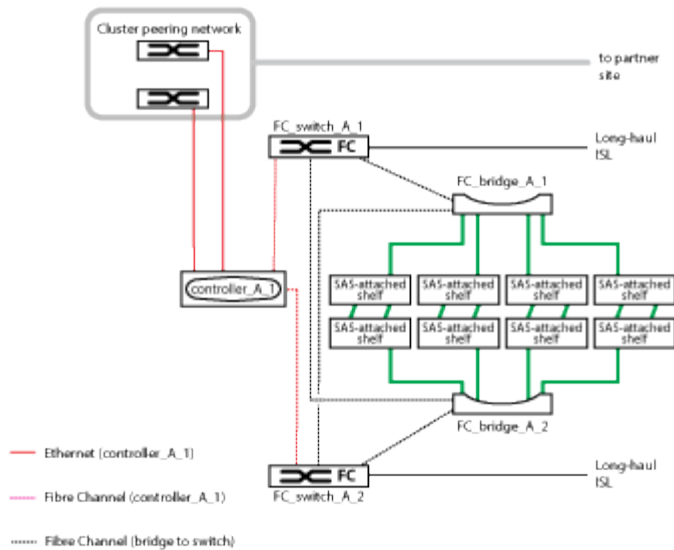 Cluster peering network
to partner
site
FC_switch_A_1
FC
Long-haul
ISL
FC_bridge_A_1
controller_A_1
SAS-attached
shelf
SAS-attached
shelf
SAS-attached
shelf
SAS-attached
shelf
SAS-attached
shelf
SAS-attached
shelf
SAS-attached
shelf
SAS-attached
shelf
FC_bridge_A_2
Ethernet (controller_A_1)
FC
Long-haul
ISL
FC_switch_A_2
Fibre Channel (controller_A_1)
Fibre Channel (bridge to switch)